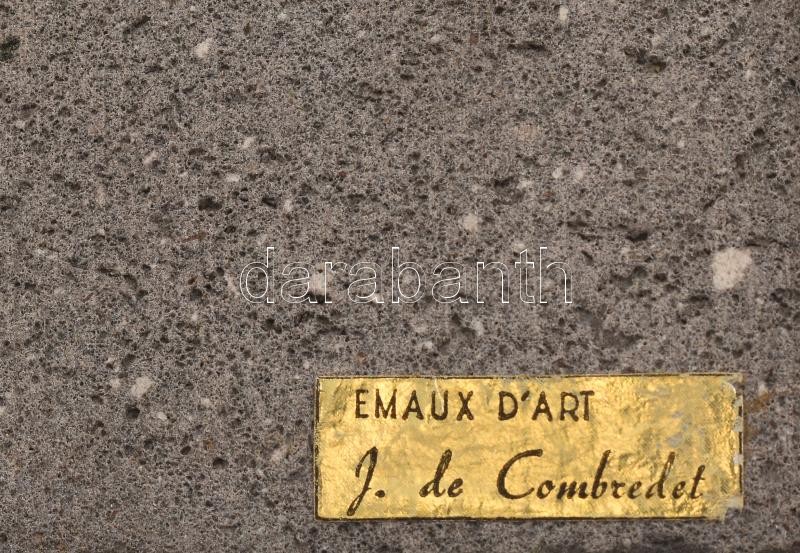 darabanth
EMAUX D'ART
J. de Combredet